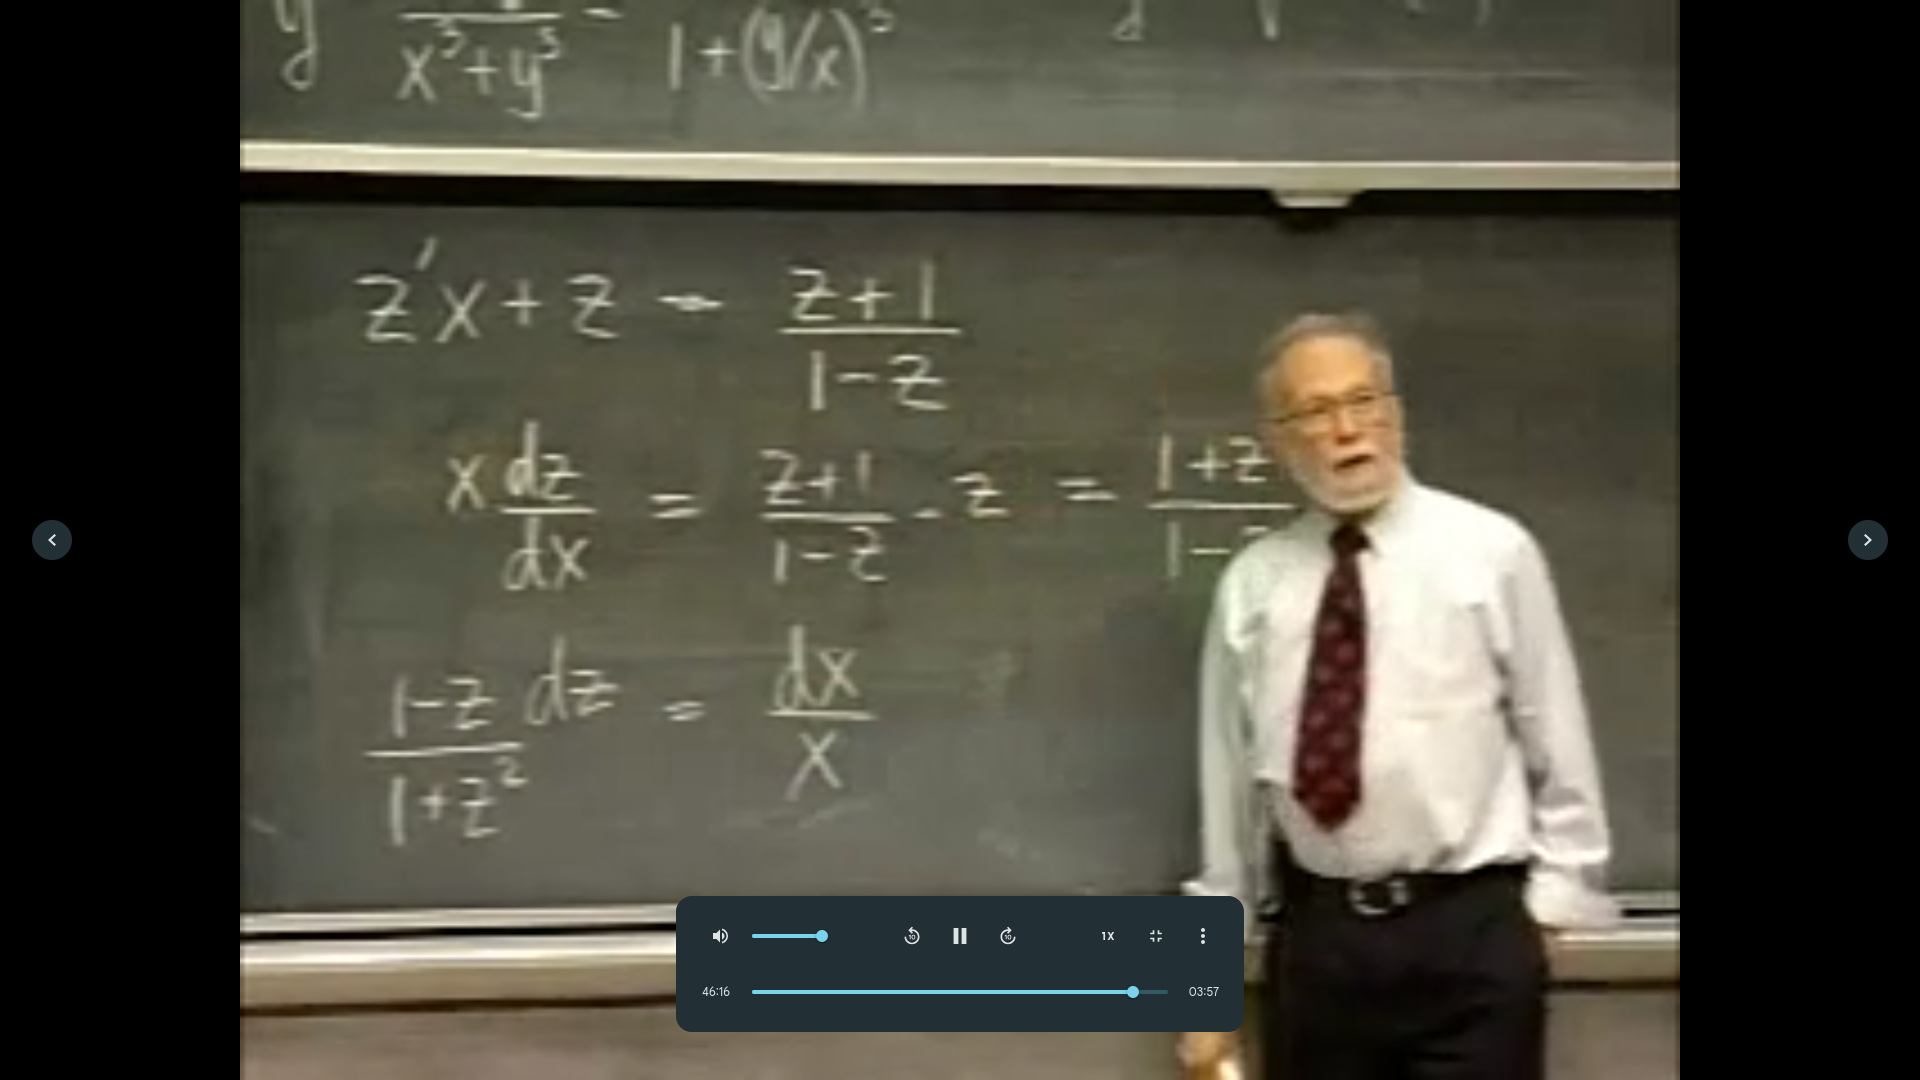 y
x³+y³
1+(y/x)³
z'x+z = z+1 / 1-z
x dz/dx = z+1 / 1-z - z = 1+z / 1-
1-z / 1+z² dz = dx / x
1X
46:16 03:57